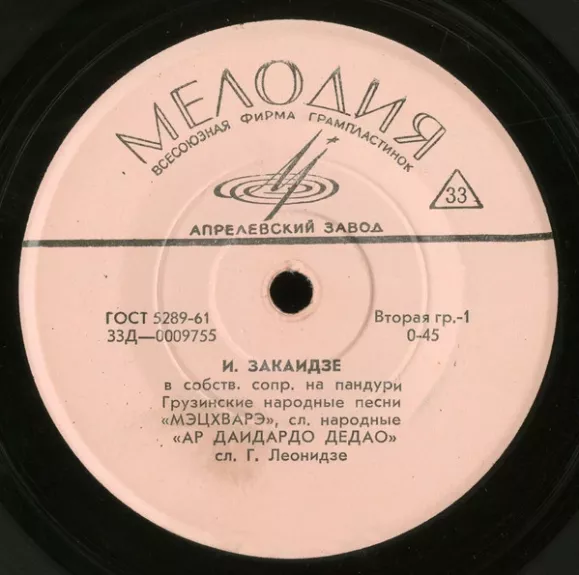 МЕЛОДИЯ
ВСЕСОЮЗНАЯ ФИРМА ГРАМПЛАСТИНОК
33
АПРЕЛЕВСКИЙ ЗАВОД
ГОСТ 5289-61 Вторая гр.-1
33Д—0009755 0-45
И. ЗАКАИДЗЕ
в собств. сопр. на пандури
Грузинские народные песни
«МЭЦХВАРЭ», сл. народные
«АР ДАИДАРДО ДЕДАО»
сл. Г. Леонидзе